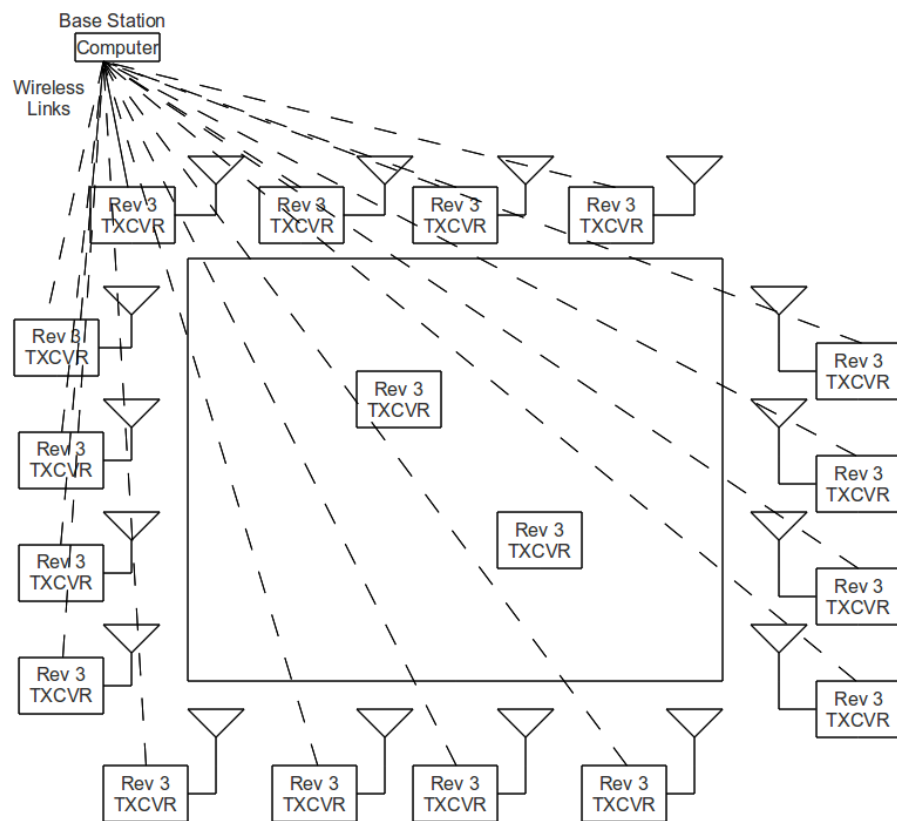 Base Station
Computer
Wireless
Links
Rev 3
TXCVR
Rev 3
TXCVR
Rev 3
TXCVR
Rev 3
TXCVR
Rev 3
TXCVR
Rev 3
TXCVR
Rev 3
TXCVR
Rev 3
TXCVR
Rev 3
TXCVR
Rev 3
TXCVR
Rev 3
TXCVR
Rev 3
TXCVR
Rev 3
TXCVR
Rev 3
TXCVR
Rev 3
TXCVR
Rev 3
TXCVR
Rev 3
TXCVR
Rev 3
TXCVR